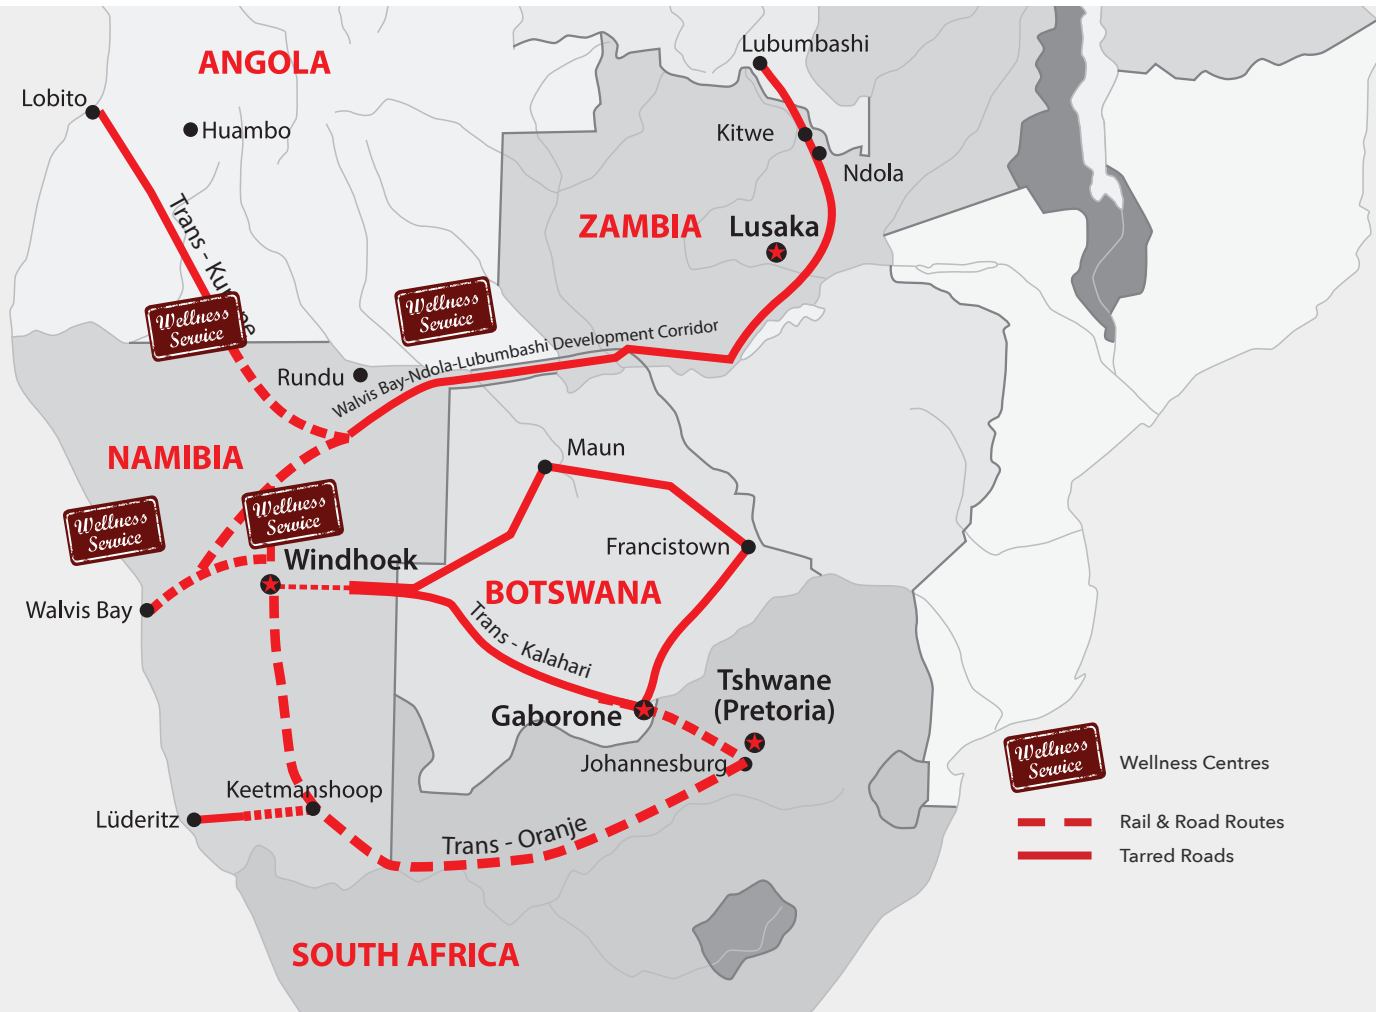 Lubumbashi
ANGOLA
Lobito
Huambo
Kitwe
Ndola
ZAMBIA
Lusaka
Wellness
Service
Wellness
Service
Walvis Bay-Ndola-Lubumbashi Development Corridor
Rundu
NAMIBIA
Maun
Wellness
Service
Wellness
Service
Windhoek
Francistown
BOTSWANA
Walvis Bay
Trans - Kalahari
Tshwane
(Pretoria)
Gaborone
Johannesburg
Wellness
Service
Wellness Centres
Keetmanshoop
Lüderitz
Trans - Oranje
Rail & Road Routes
Tarred Roads
SOUTH AFRICA
Trans -